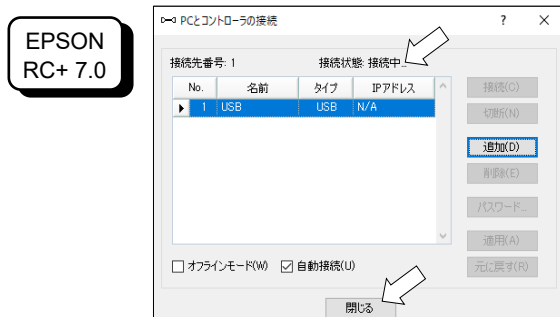 EPSON
RC+ 7.0
PCとコントローラの接続
接続先番号: 1 接続状態: 接続中...
No. 名前 タイプ IPアドレス
1 USB USB N/A
接続(C)
切断(N)
追加(D)
削除(E)
パスワード...
適用(A)
元に戻す(R)
オフラインモード(W) 自動接続(U)
閉じる